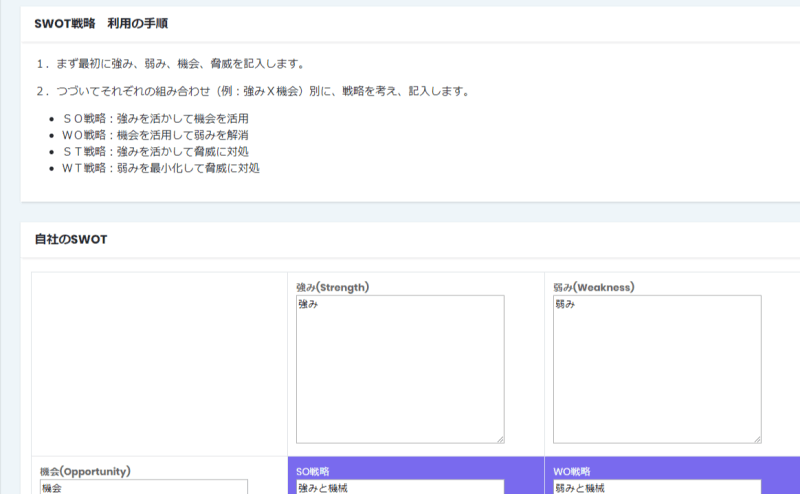 SWOT戦略　利用の手順
１．まず最初に強み、弱み、機会、脅威を記入します。
２．つづいてそれぞれの組み合わせ（例：強みＸ機会）別に、戦略を考え、記入します。
ＳＯ戦略：強みを活かして機会を活用
ＷＯ戦略：機会を活用して弱みを解消
ＳＴ戦略：強みを活かして脅威に対処
ＷＴ戦略：弱みを最小化して脅威に対処
自社のSWOT
強み(Strength)
強み
弱み(Weakness)
弱み
機会(Opportunity)
機会
SO戦略
強みと機械
WO戦略
弱みと機械